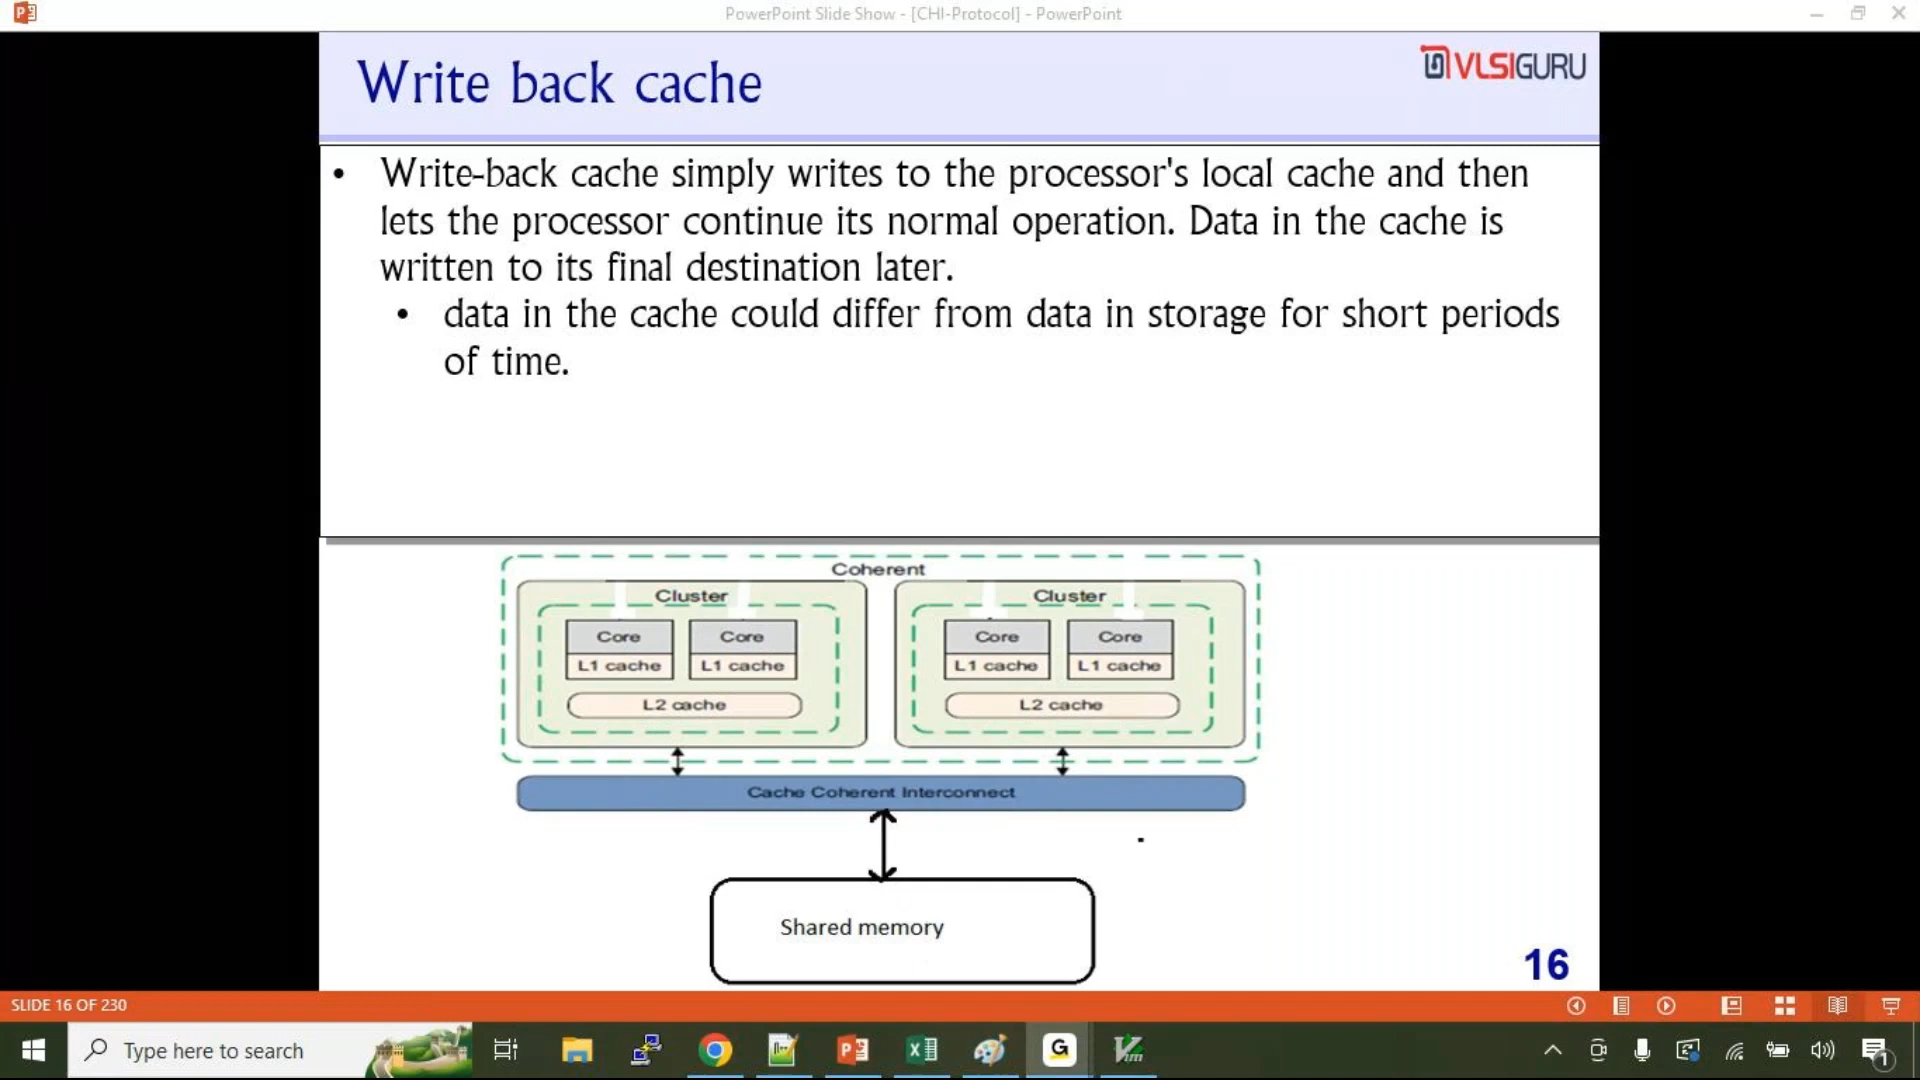 PowerPoint Slide Show - [CHI-Protocol] - PowerPoint
Write back cache
VLSIGURU
• Write-back cache simply writes to the processor's local cache and then
lets the processor continue its normal operation. Data in the cache is
written to its final destination later.
• data in the cache could differ from data in storage for short periods
of time.
Coherent
Cluster
Cluster
Core
Core
Core
Core
L1 cache
L1 cache
L1 cache
L1 cache
L2 cache
L2 cache
Cache Coherent Interconnect
Shared memory
16
SLIDE 16 OF 230
Type here to search